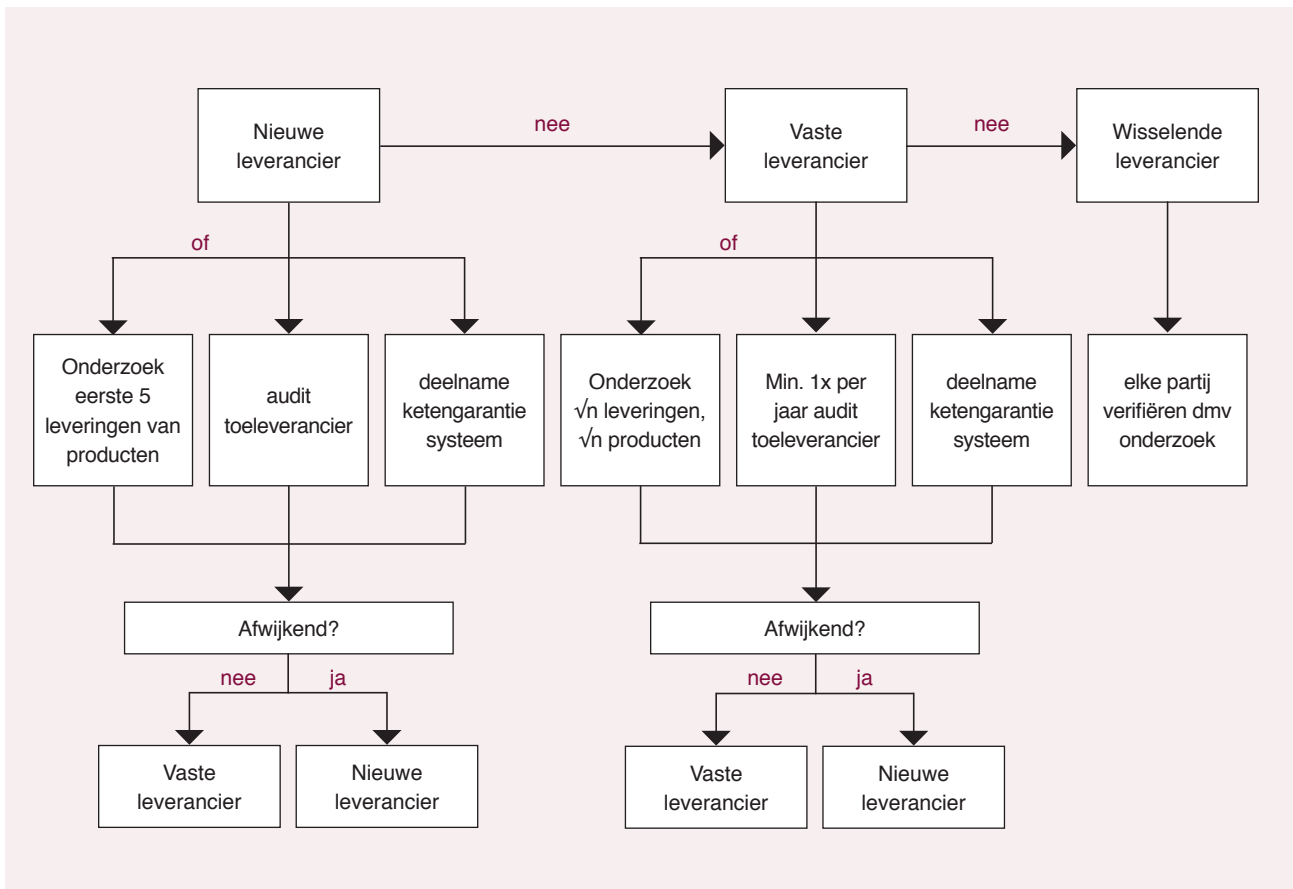 Nieuwe
leverancier
nee
Vaste
leverancier
nee
Wisselende
leverancier
of
of
Onderzoek
eerste 5
leveringen van
producten
audit
toeleverancier
deelname
ketengarantie
systeem
Onderzoek
√n leveringen,
√n producten
Min. 1x per
jaar audit
toeleverancier
deelname
ketengarantie
systeem
elke partij
verifiëren dmv
onderzoek
Afwijkend?
Afwijkend?
nee
ja
nee
ja
Vaste
leverancier
Nieuwe
leverancier
Vaste
leverancier
Nieuwe
leverancier